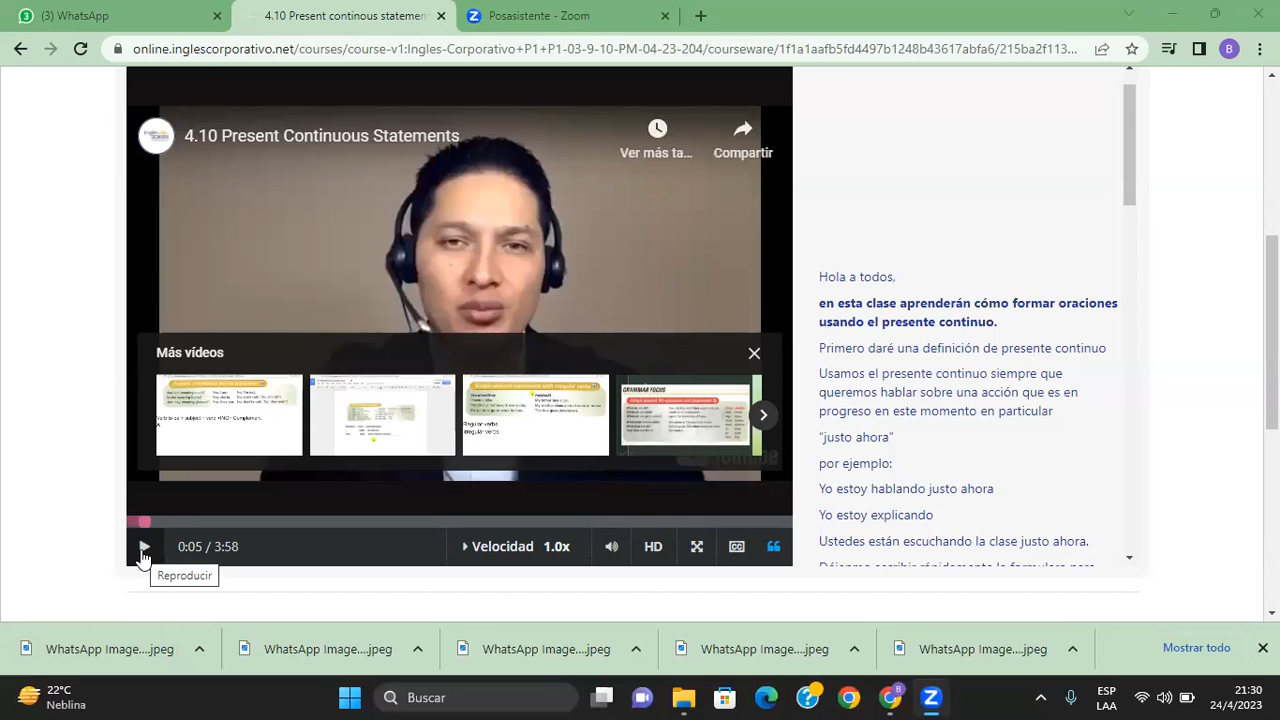 (3) WhatsApp
4.10 Present continous statemen
Posasistente - Zoom
online.inglescorporativo.net/courses/course-v1:Ingles-Corporativo+P1+P1-03-9-10-PM-04-23-204/courseware/1f1a1aafb5fd4497b1248b43617abfa6/215ba2f113...
B
4.10 Present Continuous Statements
Ver más ta...
Compartir
Más vídeos
GRAMMAR FOCUS
Regular verbs
Irregular verbs
Hola a todos,
en esta clase aprenderán cómo formar oraciones
usando el presente continuo.
Primero daré una definición de presente continuo
Usamos el presente continuo siempre que
queremos hablar sobre una acción que es en
progreso en este momento en particular
"justo ahora"
por ejemplo:
Yo estoy hablando justo ahora
Yo estoy explicando
Ustedes están escuchando la clase justo ahora.
0:05 / 3:58
Velocidad 1.0x
HD
Reproducir
WhatsApp Image....jpeg
WhatsApp Image....jpeg
WhatsApp Image....jpeg
WhatsApp Image....jpeg
WhatsApp Image....jpeg
Mostrar todo
22°C
Neblina
Buscar
ESP
LAA
21:30
24/4/2023